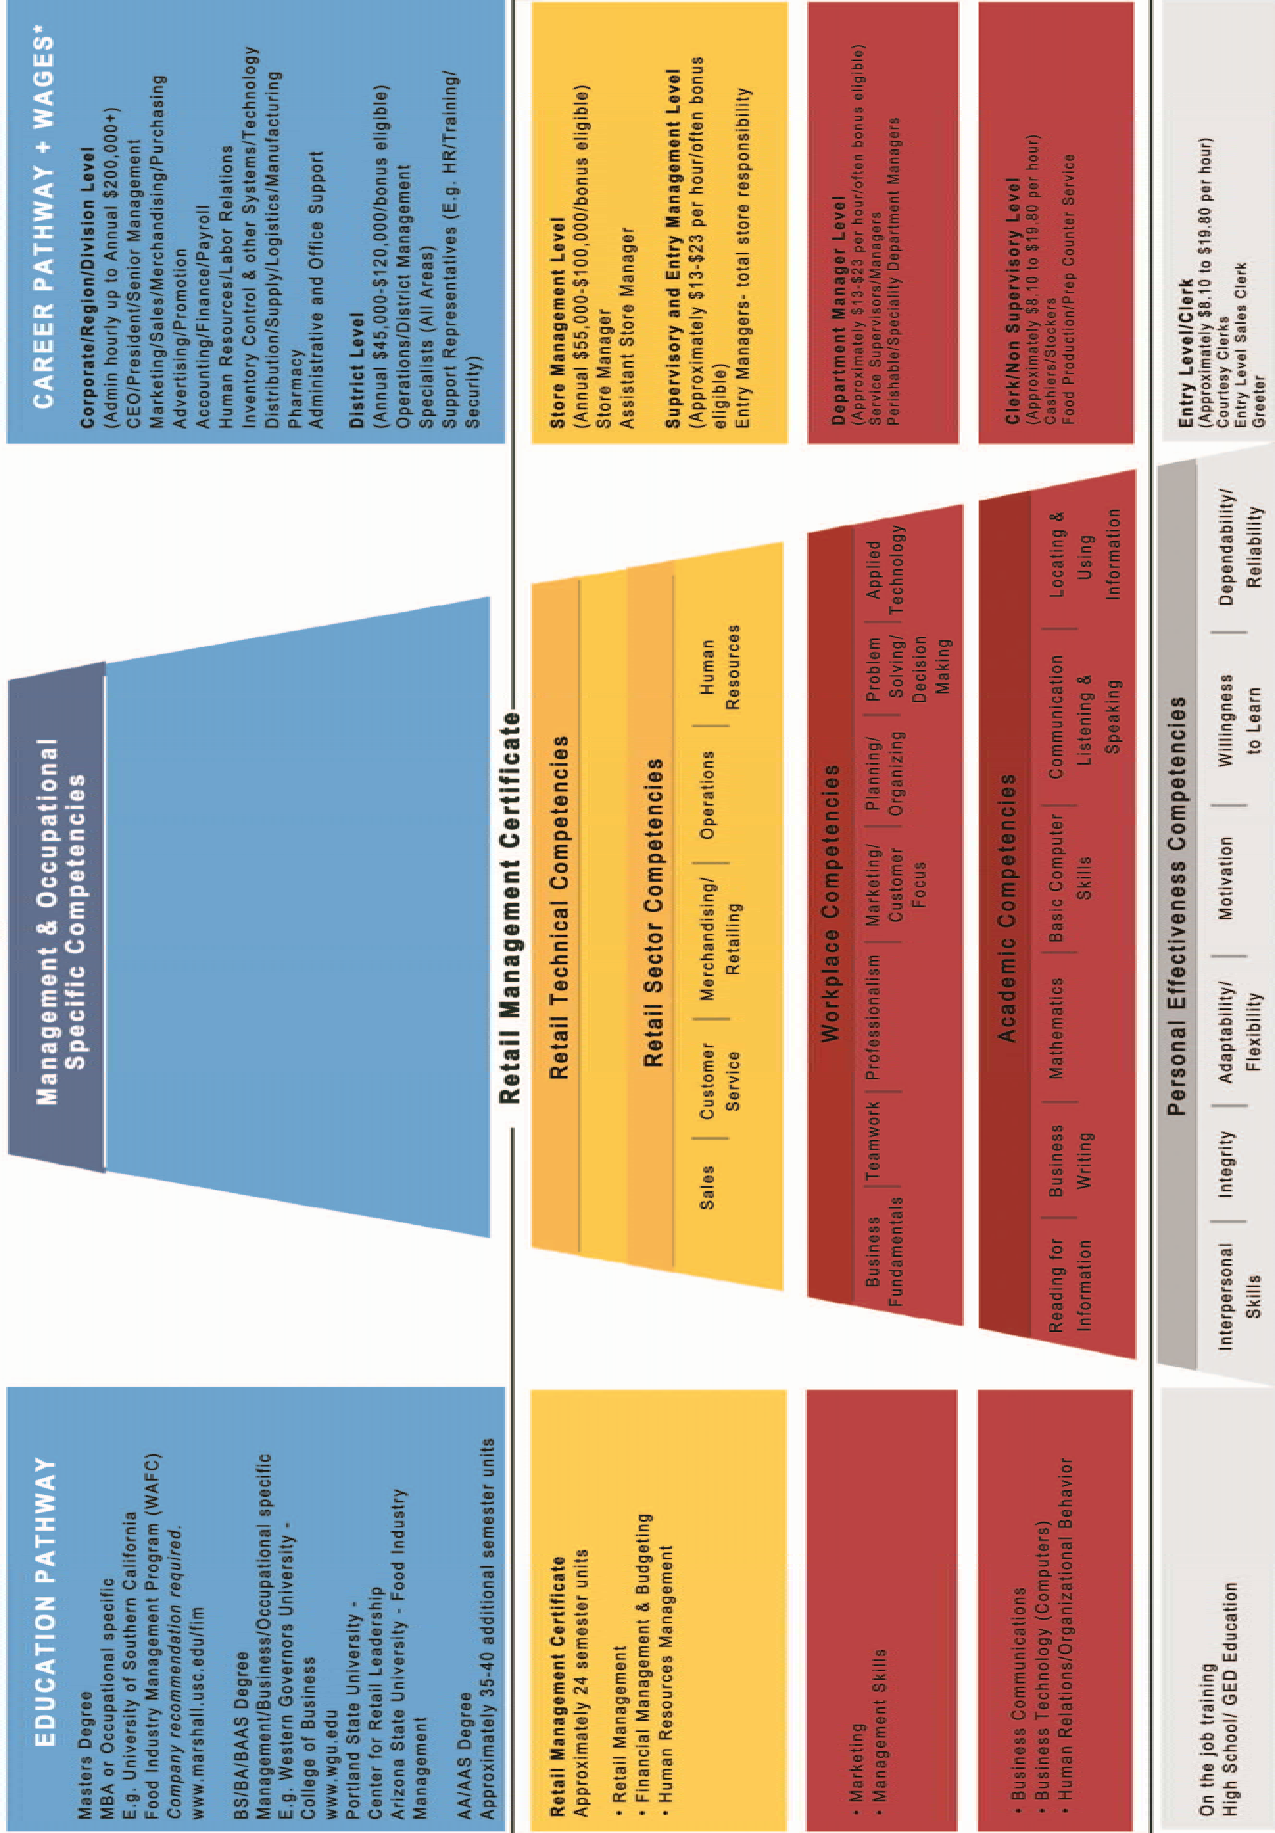 EDUCATION PATHWAY
Masters Degree
MBA or Occupational specific
E.g. University of Southern California
Food Industry Management Program (WAFC)
Company recommendation required.
www.marshall.usc.edu/fim
BS/BA/BAAS Degree
Management/Business/Occupational specific
E.g. Western Governors University -
College of Business
www.wgu.edu
Portland State University -
Center for Retail Leadership
Arizona State University - Food Industry
Management
AA/AAS Degree
Approximately 35-40 additional semester units
Management & Occupational
Specific Competencies
CAREER PATHWAY + WAGES*
Corporate/Region/Division Level
(Admin hourly up to Annual $200,000+)
CEO/President/Senior Management
Marketing/Sales/Merchandising/Purchasing
Advertising/Promotion
Accounting/Finance/Payroll
Human Resources/Labor Relations
Inventory Control & other Systems/Technology
Distribution/Supply/Logistics/Manufacturing
Pharmacy
Administrative and Office Support
District Level
(Annual $45,000-$120,000/bonus eligible)
Operations/District Management
Specialists (All Areas)
Support Representatives (E.g. HR/Training/
Security)
Retail Management Certificate
Retail Management Certificate
Approximately 24 semester units
• Retail Management
• Financial Management & Budgeting
• Human Resources Management
Retail Technical Competencies
Retail Sector Competencies
Sales
Customer
Service
Merchandising/
Retailing
Operations
Human
Resources
Store Management Level
(Annual $55,000-$100,000/bonus eligible)
Store Manager
Assistant Store Manager
Supervisory and Entry Management Level
(Approximately $13-$23 per hour/often bonus
eligible)
Entry Managers- total store responsibility
• Marketing
• Management Skills
Workplace Competencies
Business
Fundamentals
Teamwork
Professionalism
Marketing/
Customer
Focus
Planning/
Organizing
Problem
Solving/
Decision
Making
Applied
Technology
Department Manager Level
(Approximately $13-$23 per hour/often bonus eligible)
Service Supervisors/Managers
Perishable/Speciality Department Managers
• Business Communications
• Business Technology (Computers)
• Human Relations/Organizational Behavior
Academic Competencies
Reading for
Information
Business
Writing
Mathematics
Basic Computer
Skills
Communication
Listening &
Speaking
Locating &
Using
Information
Clerk/Non Supervisory Level
(Approximately $8.10 to $19.80 per hour)
Cashiers/Stockers
Food Production/Prep Counter Service
On the job training
High School/ GED Education
Personal Effectiveness Competencies
Interpersonal
Skills
Integrity
Adaptability/
Flexibility
Motivation
Willingness
to Learn
Dependability/
Reliability
Entry Level/Clerk
(Approximately $8.10 to $19.80 per hour)
Courtesy Clerks
Entry Level Sales Clerk
Greeter